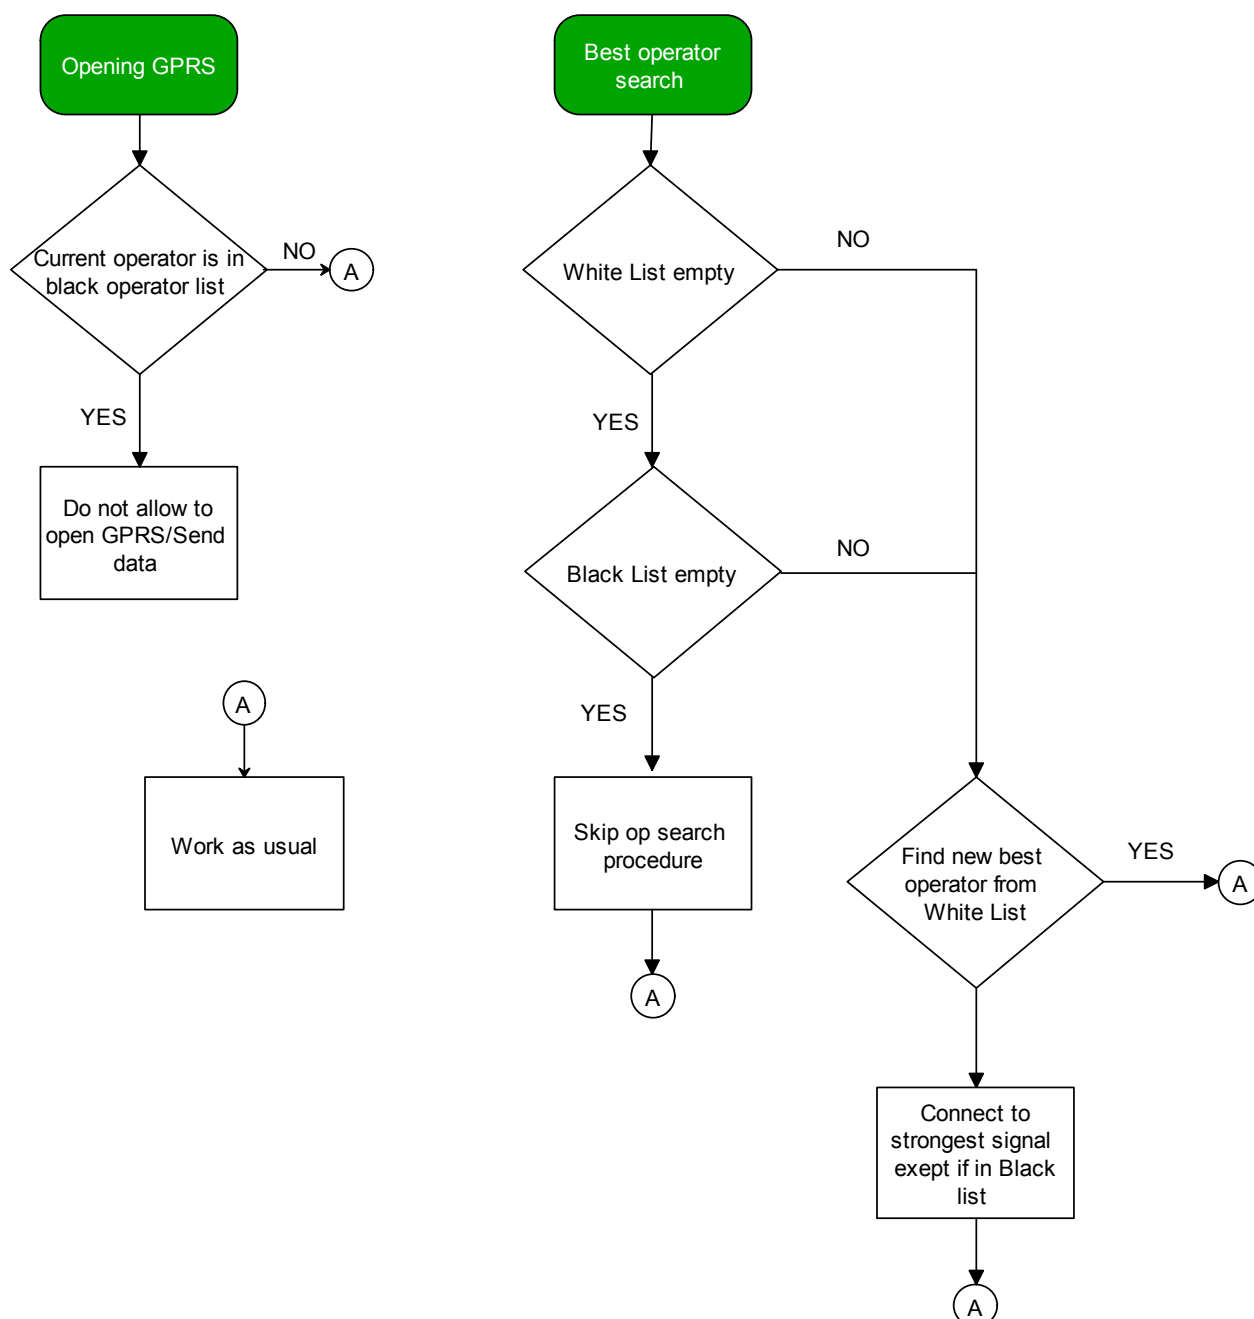 Opening GPRS
Current operator is in
black operator list
NO
A
YES
Do not allow to
open GPRS/Send
data
A
Work as usual
Best operator
search
White List empty
NO
YES
Black List empty
NO
YES
Skip op search
procedure
A
Find new best
operator from
White List
YES
A
Connect to
strongest signal
exept if in Black
list
A